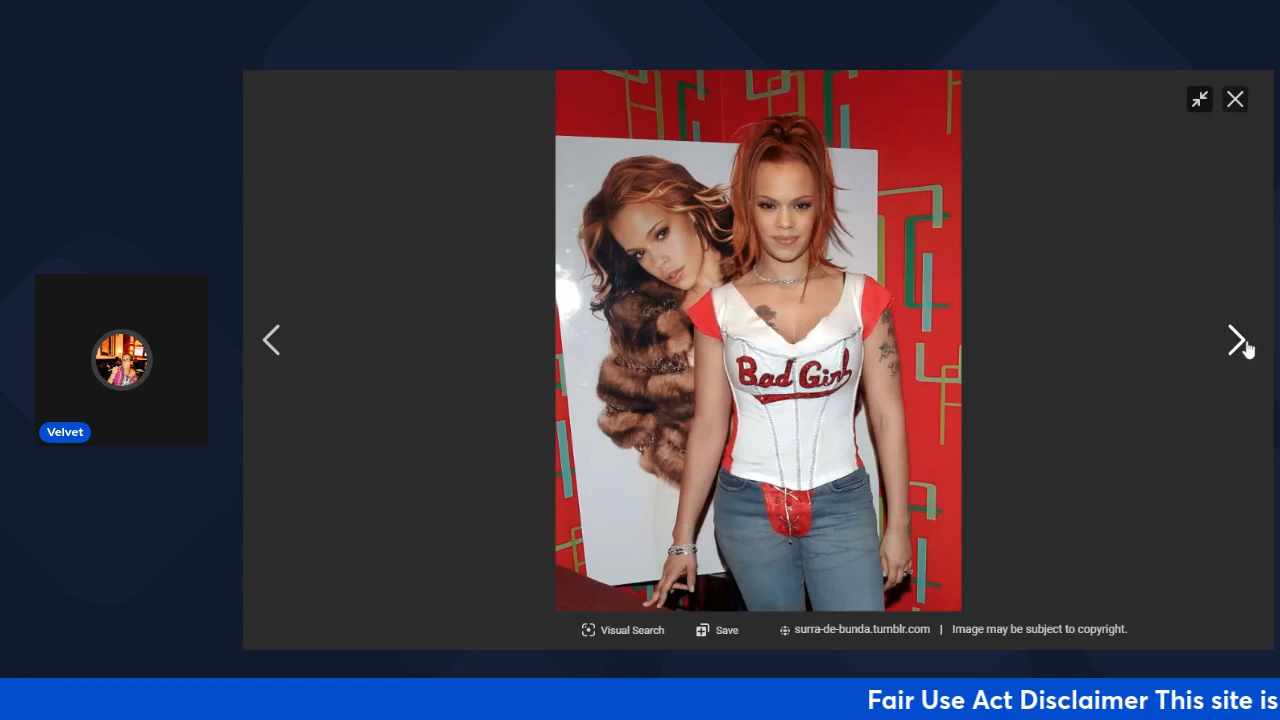 Bad Girl
Velvet
Visual Search Save surra-de-bunda.tumblr.com | Image may be subject to copyright.
Fair Use Act Disclaimer This site is